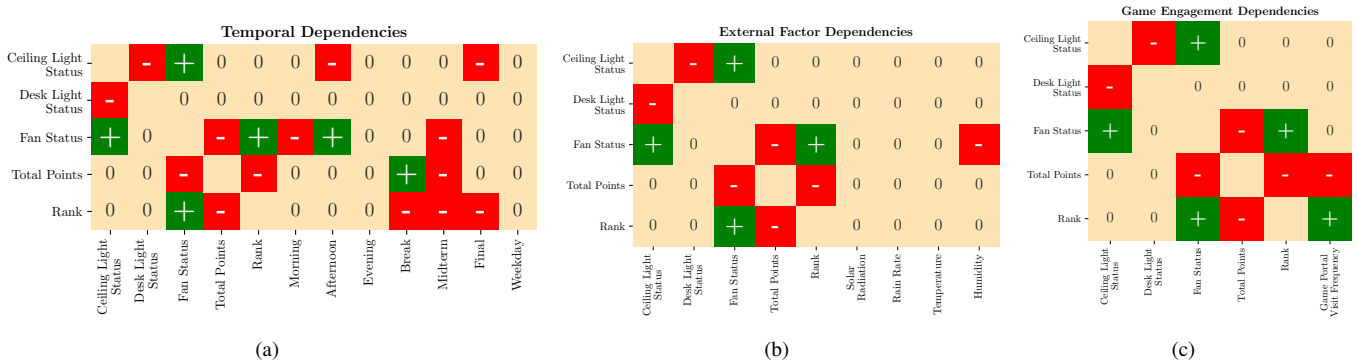 Temporal Dependencies
Ceiling Light
Status
- + 0 0 0 - 0 0 0 - 0
Desk Light
Status
- 0 0 0 0 0 0 0 0 0 0
Fan Status + 0 - + - + 0 0 - 0 0
Total Points 0 0 - - 0 0 0 + - 0 0
Rank 0 0 + - 0 0 0 - - - 0
Ceiling Light
Status
Desk Light
Status
Fan Status
Total Points
Rank
Morning
Afternoon
Evening
Break
Midterm
Final
Weekday
(a)
External Factor Dependencies
Ceiling Light
Status
- + 0 0 0 0 0 0
Desk Light
Status
- 0 0 0 0 0 0 0
Fan Status + 0 - + 0 0 0 -
Total Points 0 0 - - 0 0 0 0
Rank 0 0 + - 0 0 0 0
Ceiling Light
Status
Desk Light
Status
Fan Status
Total Points
Rank
Solar
Radiation
Rain Rate
Temperature
Humidity
(b)
Game Engagement Dependencies
Ceiling Light
Status
- + 0 0 0
Desk Light
Status
- 0 0 0 0
Fan Status + 0 - + 0
Total Points 0 0 - - -
Rank 0 0 + - +
Ceiling Light
Status
Desk Light
Status
Fan Status
Total Points
Rank
Game Portal
Visit Frequency
(c)